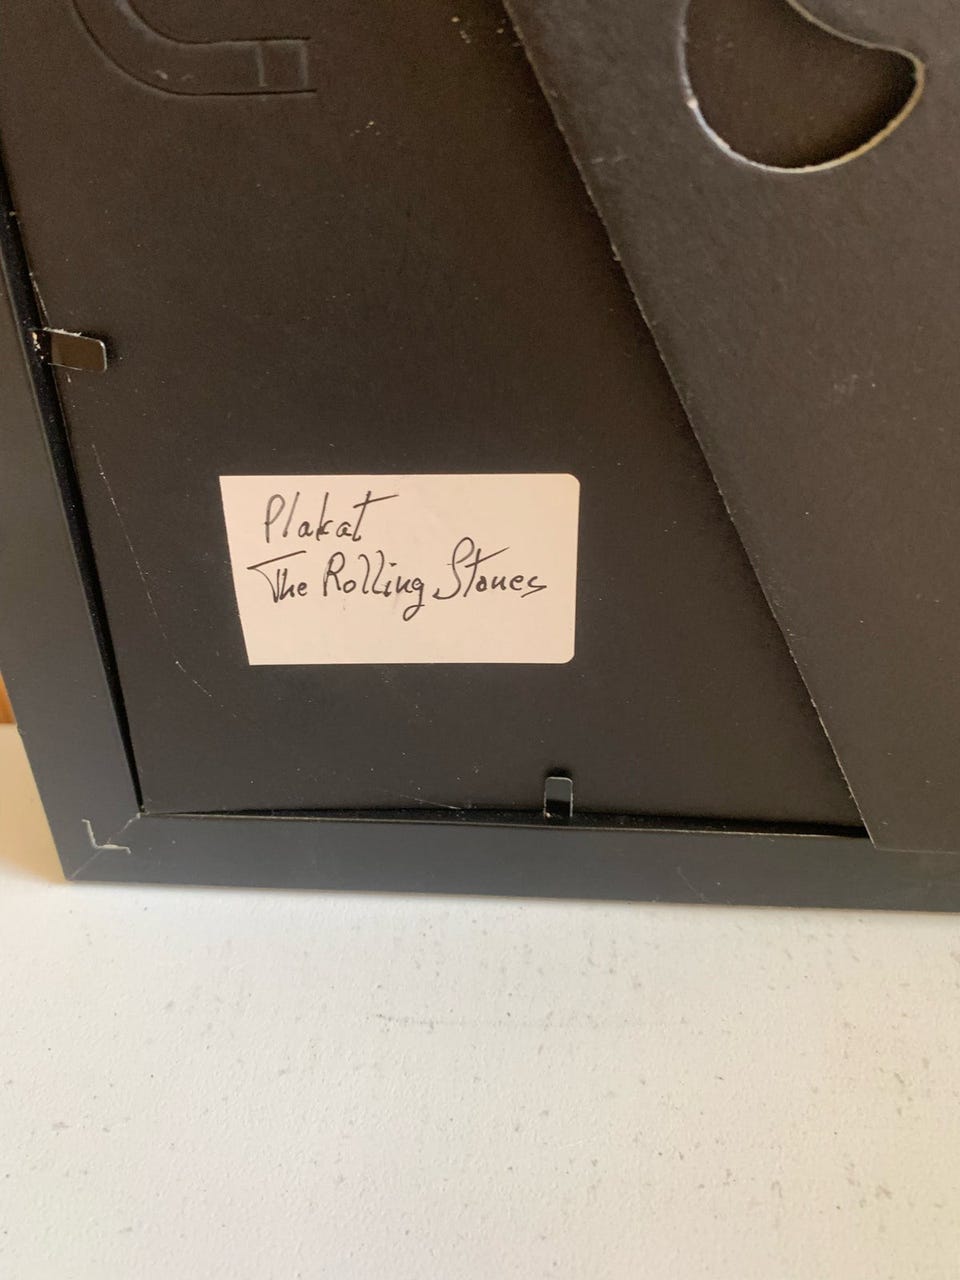 Plakat
The Rolling Stones